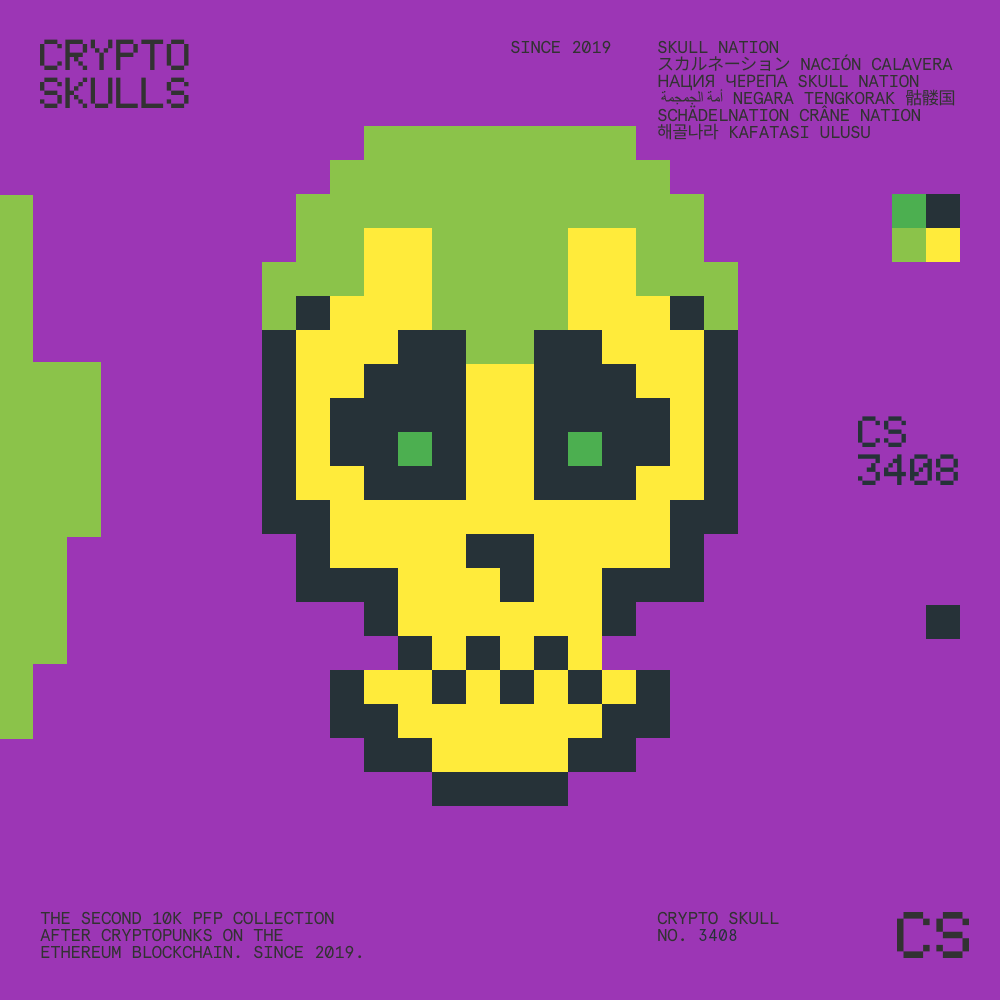 CRYPTO
SKULLS
SINCE 2019
SKULL NATION
スカルネーション NACIÓN CALAVERA
НАЦИЯ ЧЕРЕПА SKULL NATION
أمة الجمجمة NEGARA TENGKORAK 骷髅国
SCHÄDELNATION CRÂNE NATION
해골나라 KAFATASI ULUSU
CS
3408
THE SECOND 10K PFP COLLECTION
AFTER CRYPTOPUNKS ON THE
ETHEREUM BLOCKCHAIN. SINCE 2019.
CRYPTO SKULL
NO. 3408
CS